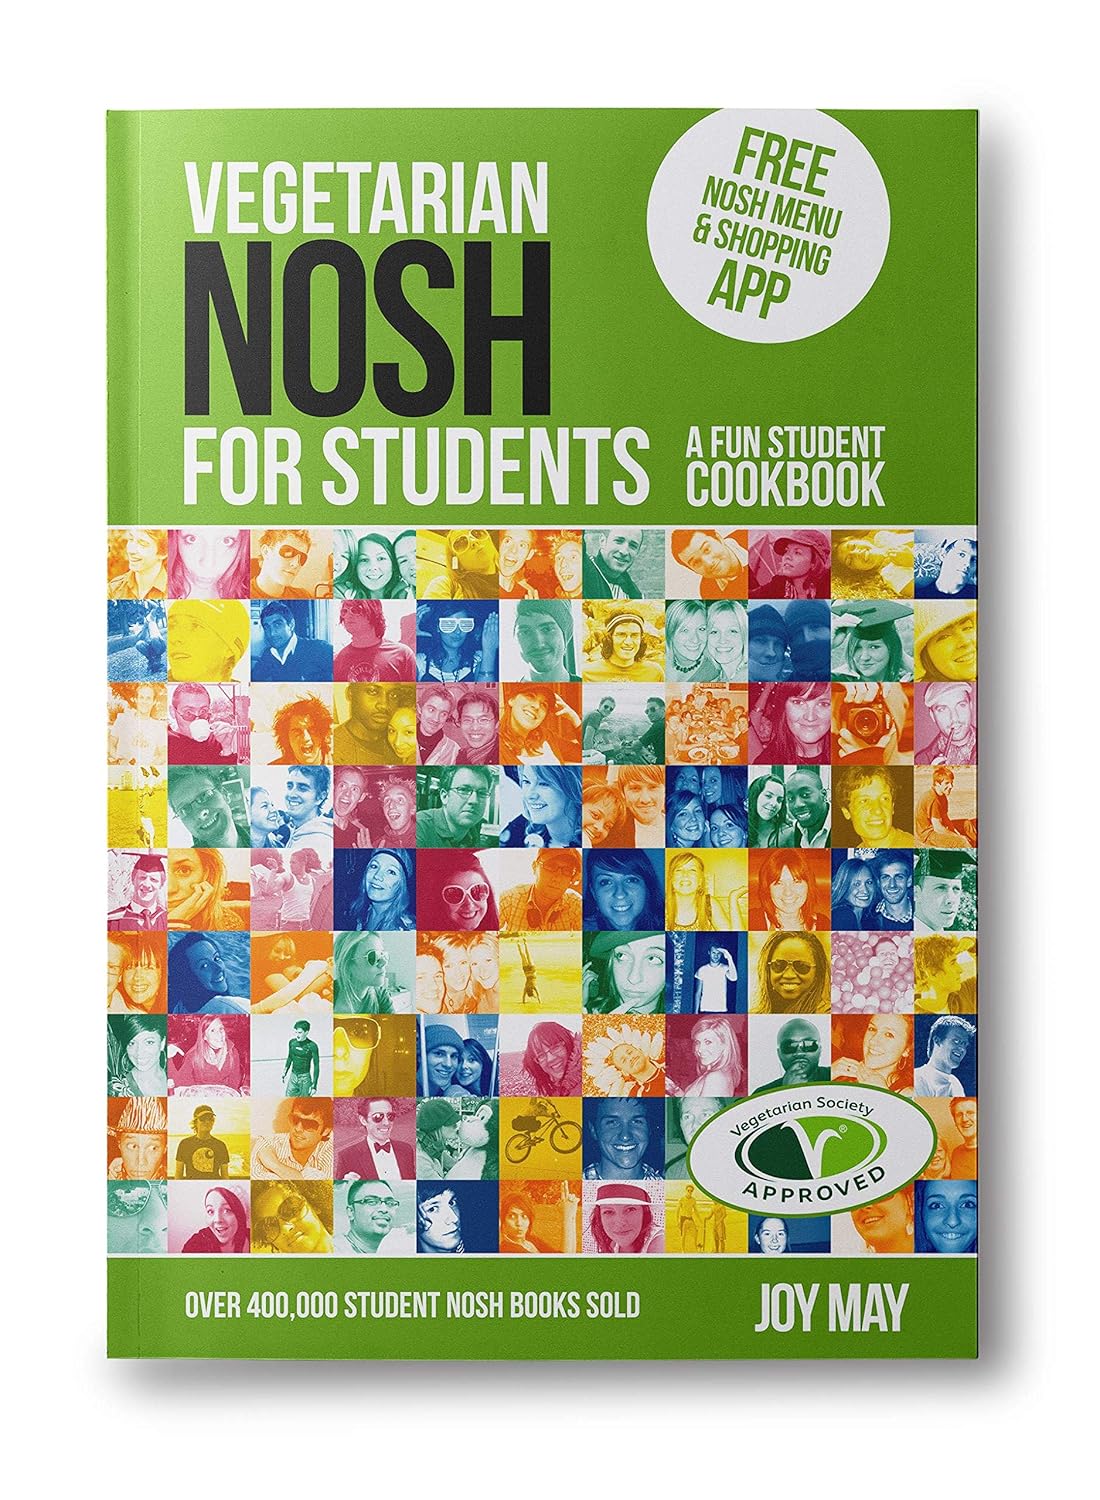 VEGETARIAN
NOSH
FOR STUDENTS
FREE
NOSH MENU
& SHOPPING
APP
A FUN STUDENT
COOKBOOK
Vegetarian Society
®
APPROVED
OVER 400,000 STUDENT NOSH BOOKS SOLD
JOY MAY